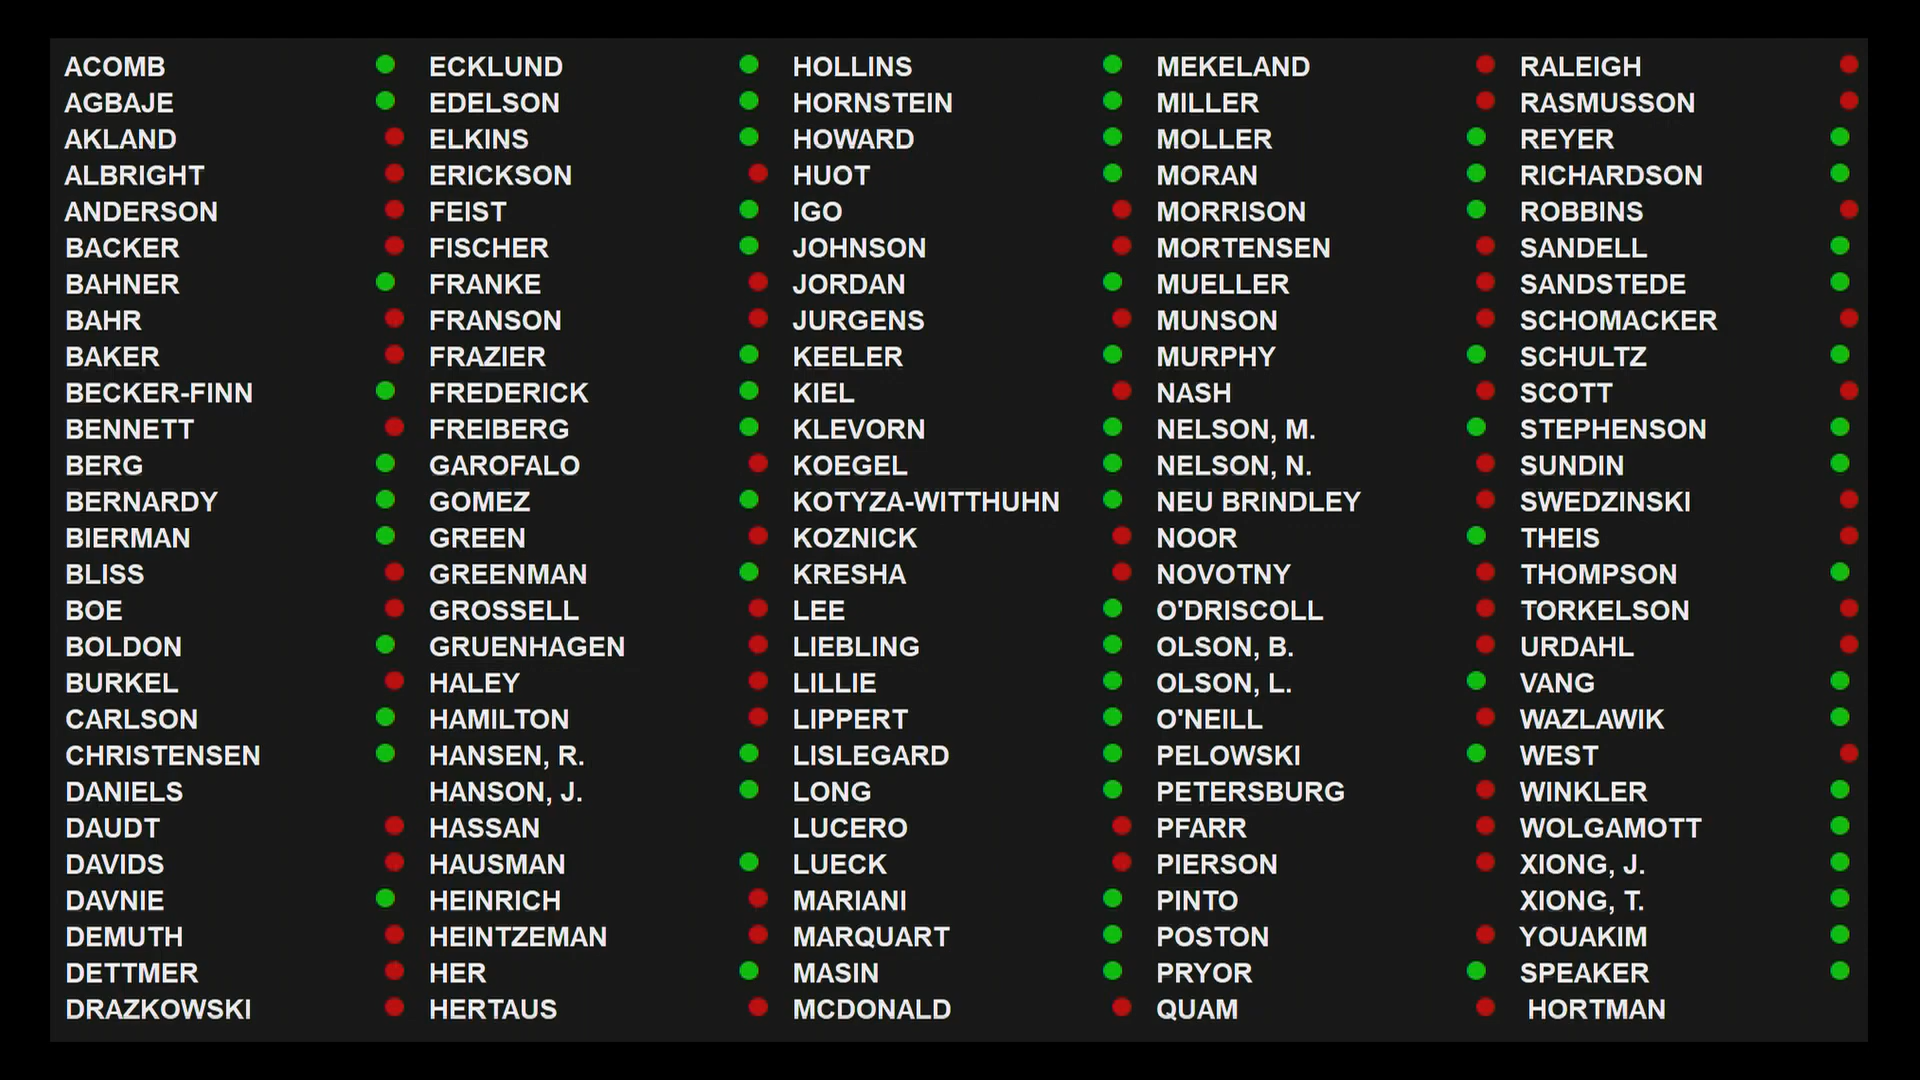 ACOMB
AGBAJE
AKLAND
ALBRIGHT
ANDERSON
BACKER
BAHNER
BAHR
BAKER
BECKER-FINN
BENNETT
BERG
BERNARDY
BIERMAN
BLISS
BOE
BOLDON
BURKEL
CARLSON
CHRISTENSEN
DANIELS
DAUDT
DAVIDS
DAVNIE
DEMUTH
DETTMER
DRAZKOWSKI
ECKLUND
EDELSON
ELKINS
ERICKSON
FEIST
FISCHER
FRANKE
FRANSON
FRAZIER
FREDERICK
FREIBERG
GAROFALO
GOMEZ
GREEN
GREENMAN
GROSSELL
GRUENHAGEN
HALEY
HAMILTON
HANSEN, R.
HANSON, J.
HASSAN
HAUSMAN
HEINRICH
HEINTZEMAN
HER
HERTAUS
HOLLINS
HORNSTEIN
HOWARD
HUOT
IGO
JOHNSON
JORDAN
JURGENS
KEELER
KIEL
KLEVORN
KOEGEL
KOTYZA-WITTHUHN
KOZNICK
KRESHA
LEE
LIEBLING
LILLIE
LIPPERT
LISLEGARD
LONG
LUCERO
LUECK
MARIANI
MARQUART
MASIN
MCDONALD
MEKELAND
MILLER
MOLLER
MORAN
MORRISON
MORTENSEN
MUELLER
MUNSON
MURPHY
NASH
NELSON, M.
NELSON, N.
NEU BRINDLEY
NOOR
NOVOTNY
O'DRISCOLL
OLSON, B.
OLSON, L.
O'NEILL
PELOWSKI
PETERSBURG
PFARR
PIERSON
PINTO
POSTON
PRYOR
QUAM
RALEIGH
RASMUSSON
REYER
RICHARDSON
ROBBINS
SANDELL
SANDSTEDE
SCHOMACKER
SCHULTZ
SCOTT
STEPHENSON
SUNDIN
SWEDZINSKI
THEIS
THOMPSON
TORKELSON
URDAHL
VANG
WAZLAWIK
WEST
WINKLER
WOLGAMOTT
XIONG, J.
XIONG, T.
YOUAKIM
SPEAKER
HORTMAN